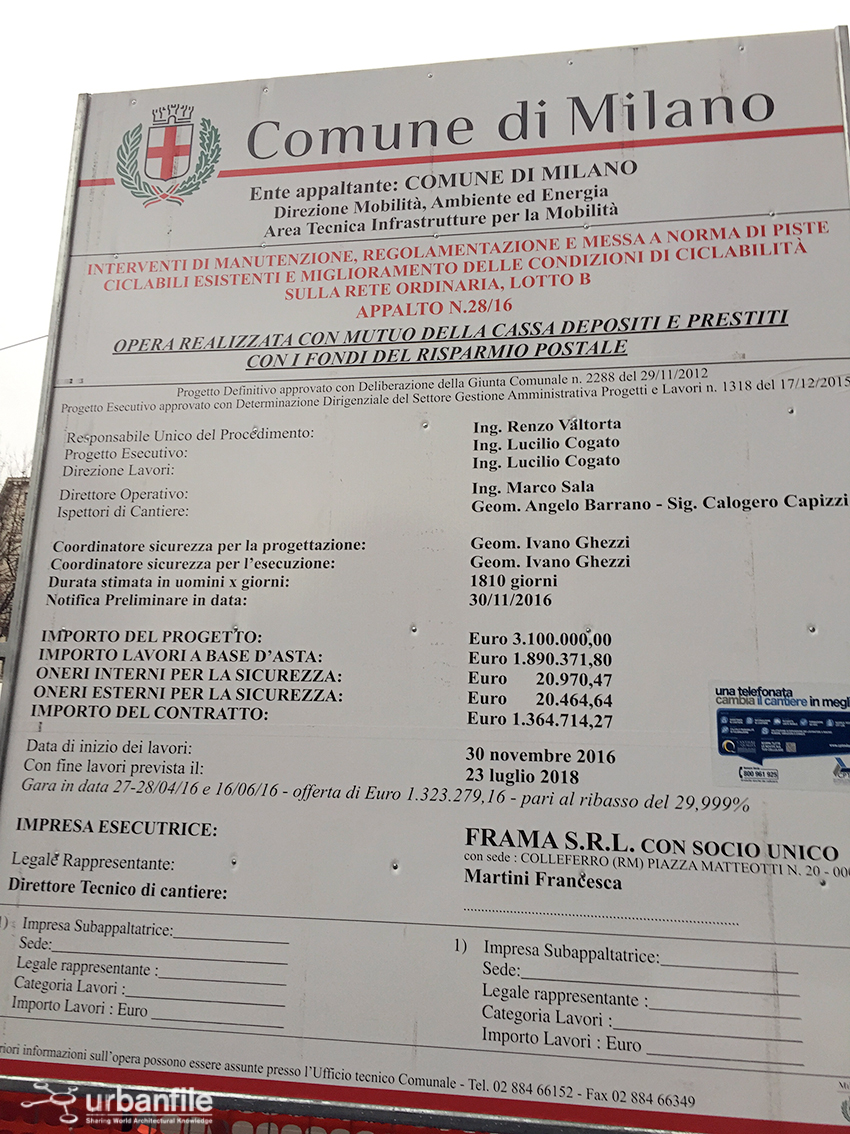 Comune di Milano
Ente appaltante: COMUNE DI MILANO
Direzione Mobilità, Ambiente ed Energia
Area Tecnica Infrastrutture per la Mobilità
INTERVENTI DI MANUTENZIONE, REGOLAMENTAZIONE E MESSA A NORMA DI PISTE
CICLABILI ESISTENTI E MIGLIORAMENTO DELLE CONDIZIONI DI CICLABILITÀ
SULLA RETE ORDINARIA, LOTTO B
APPALTO N.28/16
OPERA REALIZZATA CON MUTUO DELLA CASSA DEPOSITI E PRESTITI
CON I FONDI DEL RISPARMIO POSTALE
Progetto Definitivo approvato con Deliberazione della Giunta Comunale n. 2288 del 29/11/2012
Progetto Esecutivo approvato con Determinazione Dirigenziale del Settore Gestione Amministrativa Progetti e Lavori n. 1318 del 17/12/2015
Responsabile Unico del Procedimento: Ing. Renzo Valtorta
Progetto Esecutivo: Ing. Lucilio Cogato
Direzione Lavori: Ing. Lucilio Cogato
Direttore Operativo: Ing. Marco Sala
Ispettori di Cantiere: Geom. Angelo Barrano - Sig. Calogero Capizzi
Coordinatore sicurezza per la progettazione: Geom. Ivano Ghezzi
Coordinatore sicurezza per l'esecuzione: Geom. Ivano Ghezzi
Durata stimata in uomini x giorni: 1810 giorni
Notifica Preliminare in data: 30/11/2016
IMPORTO DEL PROGETTO: Euro 3.100.000,00
IMPORTO LAVORI A BASE D'ASTA: Euro 1.890.371,80
ONERI INTERNI PER LA SICUREZZA: Euro 20.970,47
ONERI ESTERNI PER LA SICUREZZA: Euro 20.464,64
IMPORTO DEL CONTRATTO: Euro 1.364.714,27
una telefonata
cambia il cantiere in megli
800 961 925
Data di inizio dei lavori: 30 novembre 2016
Con fine lavori prevista il: 23 luglio 2018
Gara in data 27-28/04/16 e 16/06/16 - offerta di Euro 1.323.279,16 - pari al ribasso del 29,999%
IMPRESA ESECUTRICE: FRAMA S.R.L. CON SOCIO UNICO
con sede : COLLEFERRO (RM) PIAZZA MATTEOTTI N. 20 - 000
Legale Rappresentante: Martini Francesca
Direttore Tecnico di cantiere:
1) Impresa Subappaltatrice:
Sede:
Legale rappresentante :
Categoria Lavori :
Importo Lavori : Euro
1) Impresa Subappaltatrice:
Sede:
Legale rappresentante :
Categoria Lavori :
Importo Lavori : Euro
riori informazioni sull'opera possono essere assunte presso l'Ufficio tecnico Comunale - Tel. 02 884 66152 - Fax 02 884 66349
urbanfile
Sharing World Architectural Knowledge